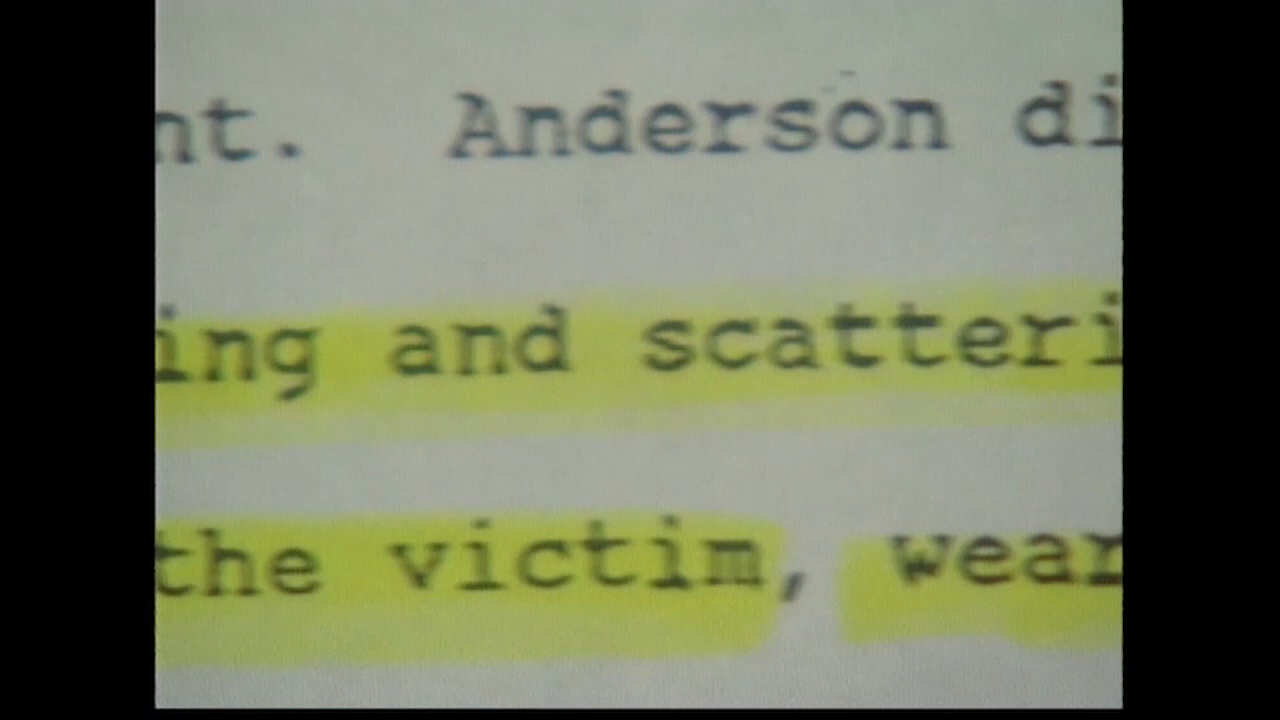 nt. Anderson di
ing and scatteri
the victim, wear